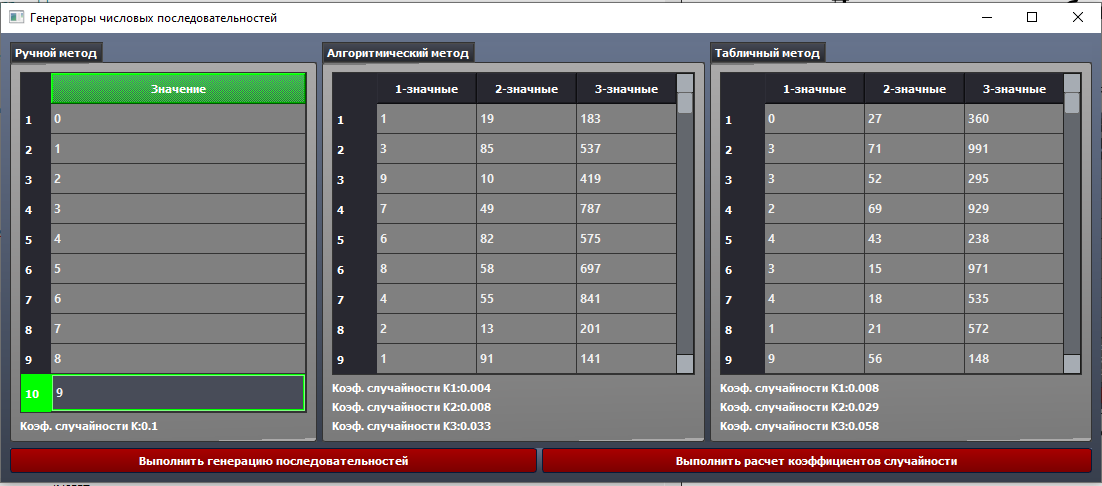 Генераторы числовых последовательностей
Ручной метод
Значение
1 0
2 1
3 2
4 3
5 4
6 5
7 6
8 7
9 8
10 9
Коэф. случайности K:0.1
Алгоритмический метод
1-значные 2-значные 3-значные
1 1 19 183
2 3 85 537
3 9 10 419
4 7 49 787
5 6 82 575
6 8 58 697
7 4 55 841
8 2 13 201
9 1 91 141
Коэф. случайности K1:0.004
Коэф. случайности K2:0.008
Коэф. случайности K3:0.033
Табличный метод
1-значные 2-значные 3-значные
1 0 27 360
2 3 71 991
3 3 52 295
4 2 69 929
5 4 43 238
6 3 15 971
7 4 18 535
8 1 21 572
9 9 56 148
Коэф. случайности K1:0.008
Коэф. случайности K2:0.029
Коэф. случайности K3:0.058
Выполнить генерацию последовательностей
Выполнить расчет коэффициентов случайности